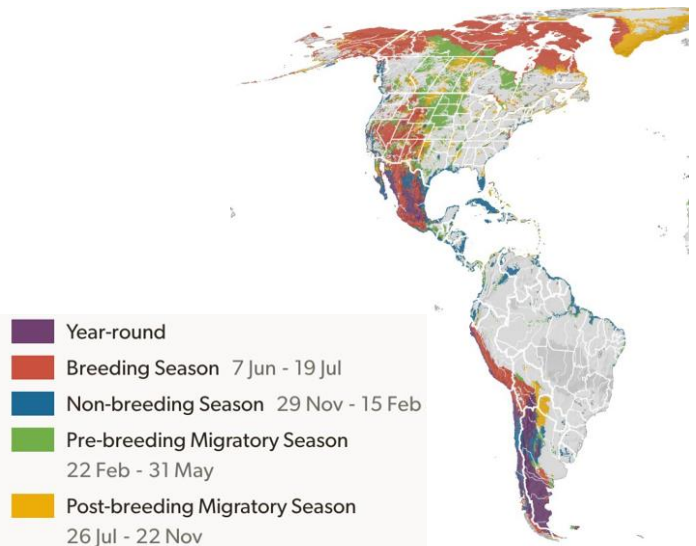 Year-round
Breeding Season 7 Jun - 19 Jul
Non-breeding Season 29 Nov - 15 Feb
Pre-breeding Migratory Season
22 Feb - 31 May
Post-breeding Migratory Season
26 Jul - 22 Nov